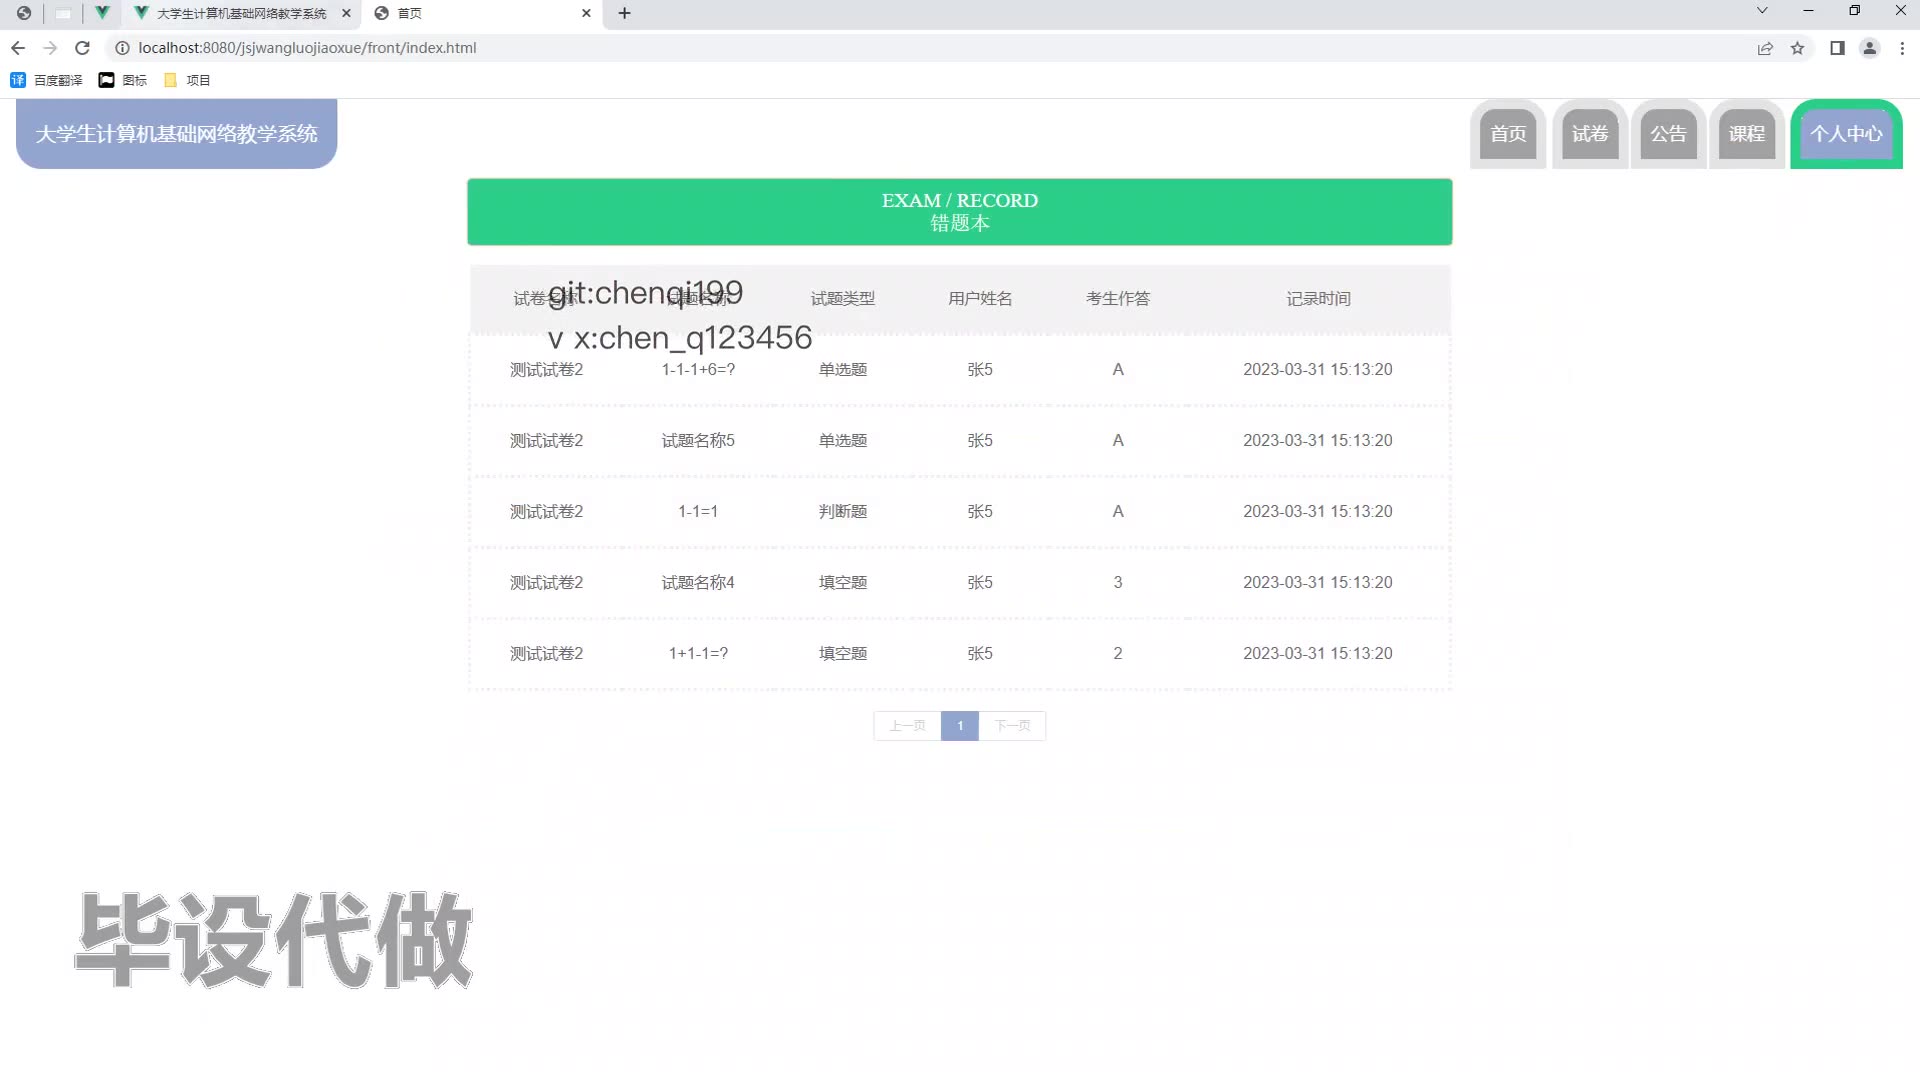 大学生计算机基础网络教学系统
首页
localhost:8080/jsjwangluojiaoxue/front/index.html
百度翻译 图标 项目
大学生计算机基础网络教学系统
首页 试卷 公告 课程 个人中心
EXAM / RECORD
错题本
git:chenqi199
v x:chen_q123456
试卷名称 试题名称 试题类型 用户姓名 考生作答 记录时间
测试试卷2 1-1-1+6=? 单选题 张5 A 2023-03-31 15:13:20
测试试卷2 试题名称5 单选题 张5 A 2023-03-31 15:13:20
测试试卷2 1-1=1 判断题 张5 A 2023-03-31 15:13:20
测试试卷2 试题名称4 填空题 张5 3 2023-03-31 15:13:20
测试试卷2 1+1-1=? 填空题 张5 2 2023-03-31 15:13:20
上一页 1 下一页
毕设代做